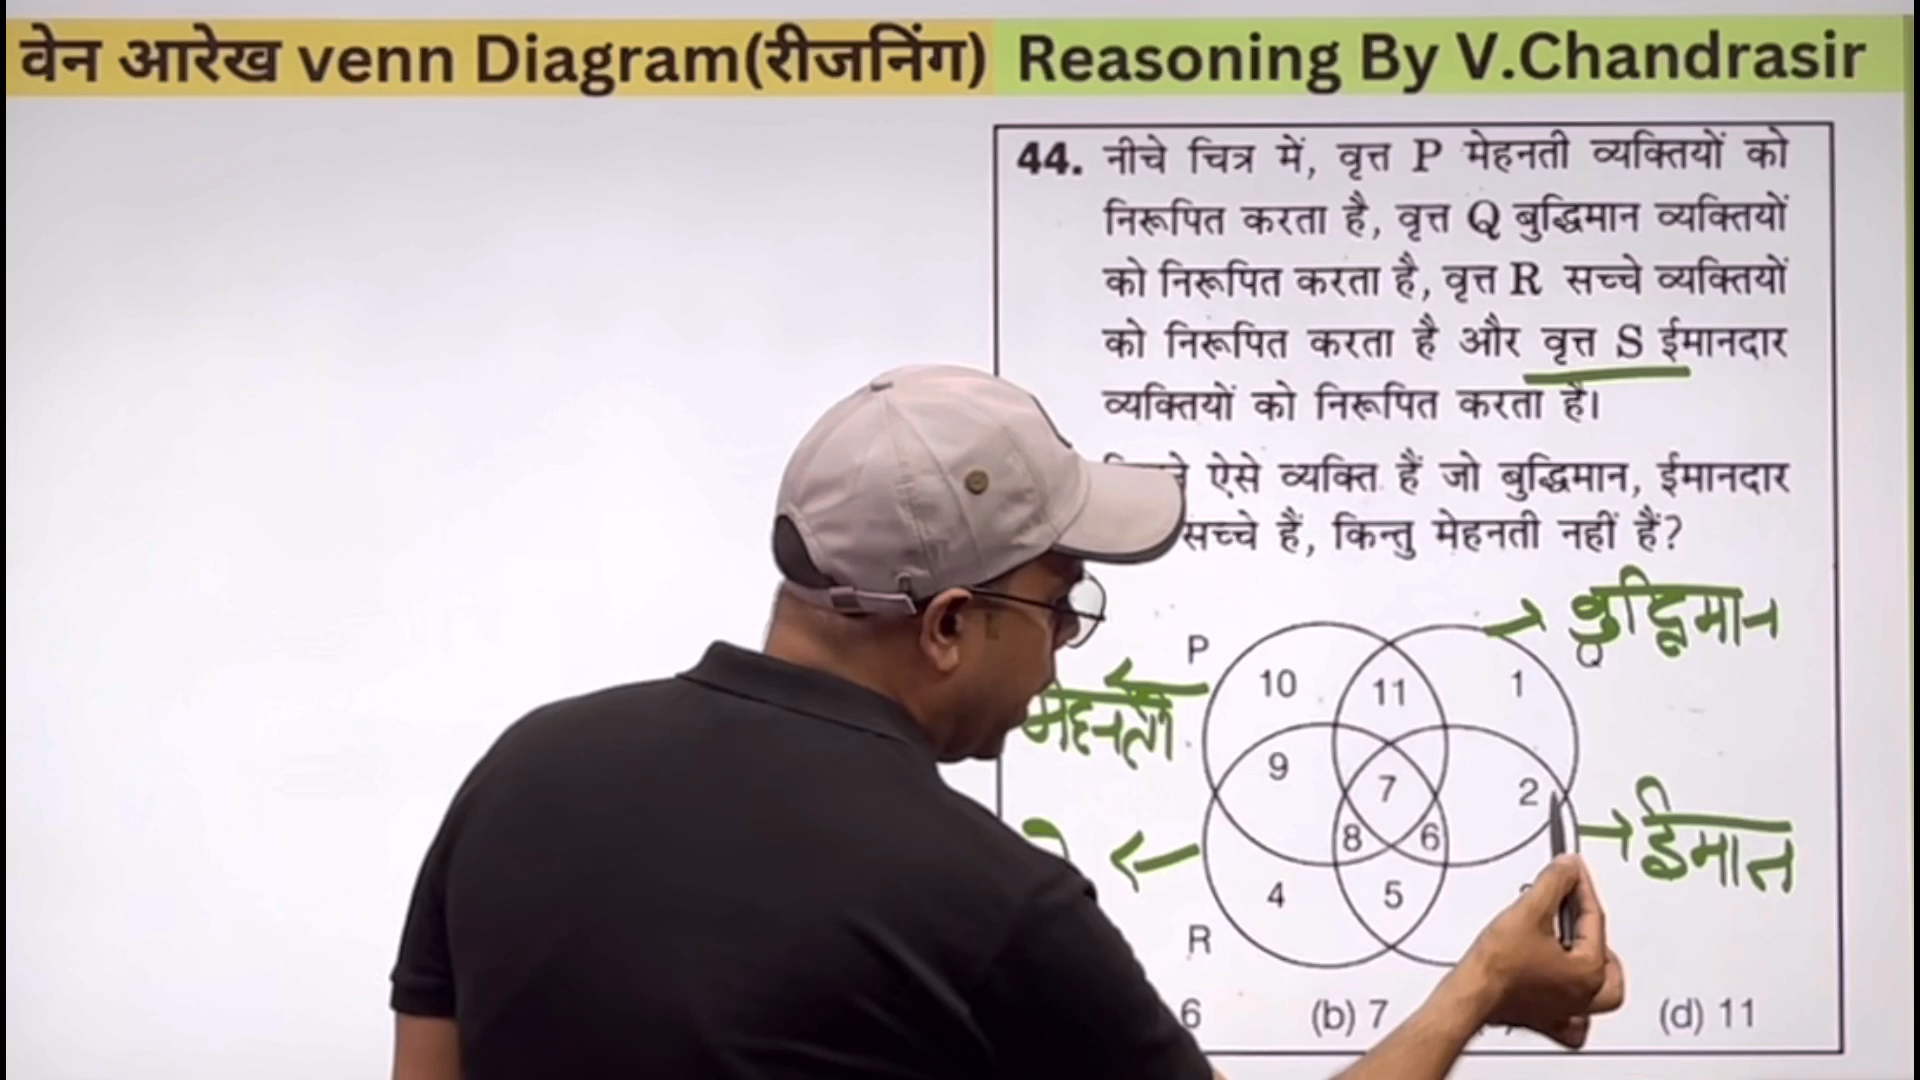 वेन आरेख venn Diagram(रीजनिंग) Reasoning By V.Chandrasir
44. नीचे चित्र में, वृत्त P मेहनती व्यक्तियों को
निरूपित करता है, वृत्त Q बुद्धिमान व्यक्तियों
को निरूपित करता है, वृत्त R सच्चे व्यक्तियों
को निरूपित करता है और वृत्त S ईमानदार
व्यक्तियों को निरूपित करता है।
ऐसे व्यक्ति हैं जो बुद्धिमान, ईमानदार
सच्चे हैं, किन्तु मेहनती नहीं हैं?
बुद्धिमान
P Q
10 11 1
मेहनती
9 7 2
8 6
ईमान
4 5
R
6 (b) 7 (d) 11